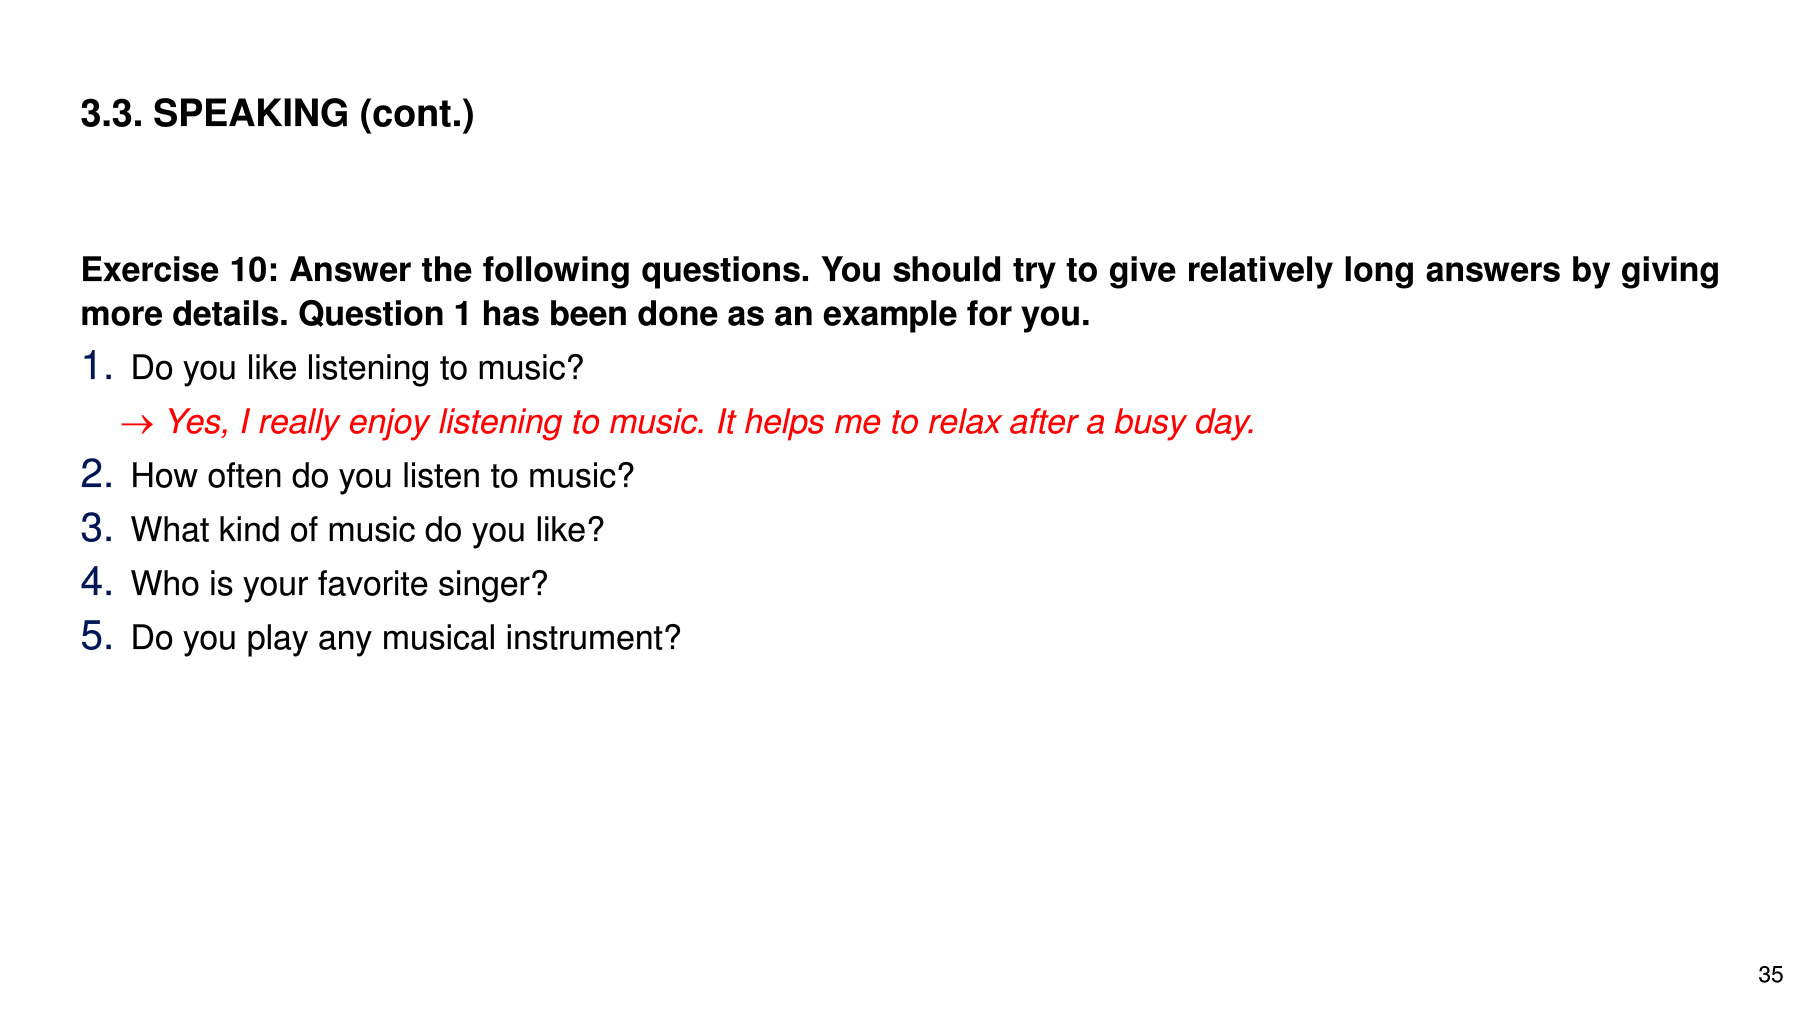 3.3. SPEAKING (cont.)
Exercise 10: Answer the following questions. You should try to give relatively long answers by giving
more details. Question 1 has been done as an example for you.
1. Do you like listening to music?
→ Yes, I really enjoy listening to music. It helps me to relax after a busy day.
2. How often do you listen to music?
3. What kind of music do you like?
4. Who is your favorite singer?
5. Do you play any musical instrument?
35